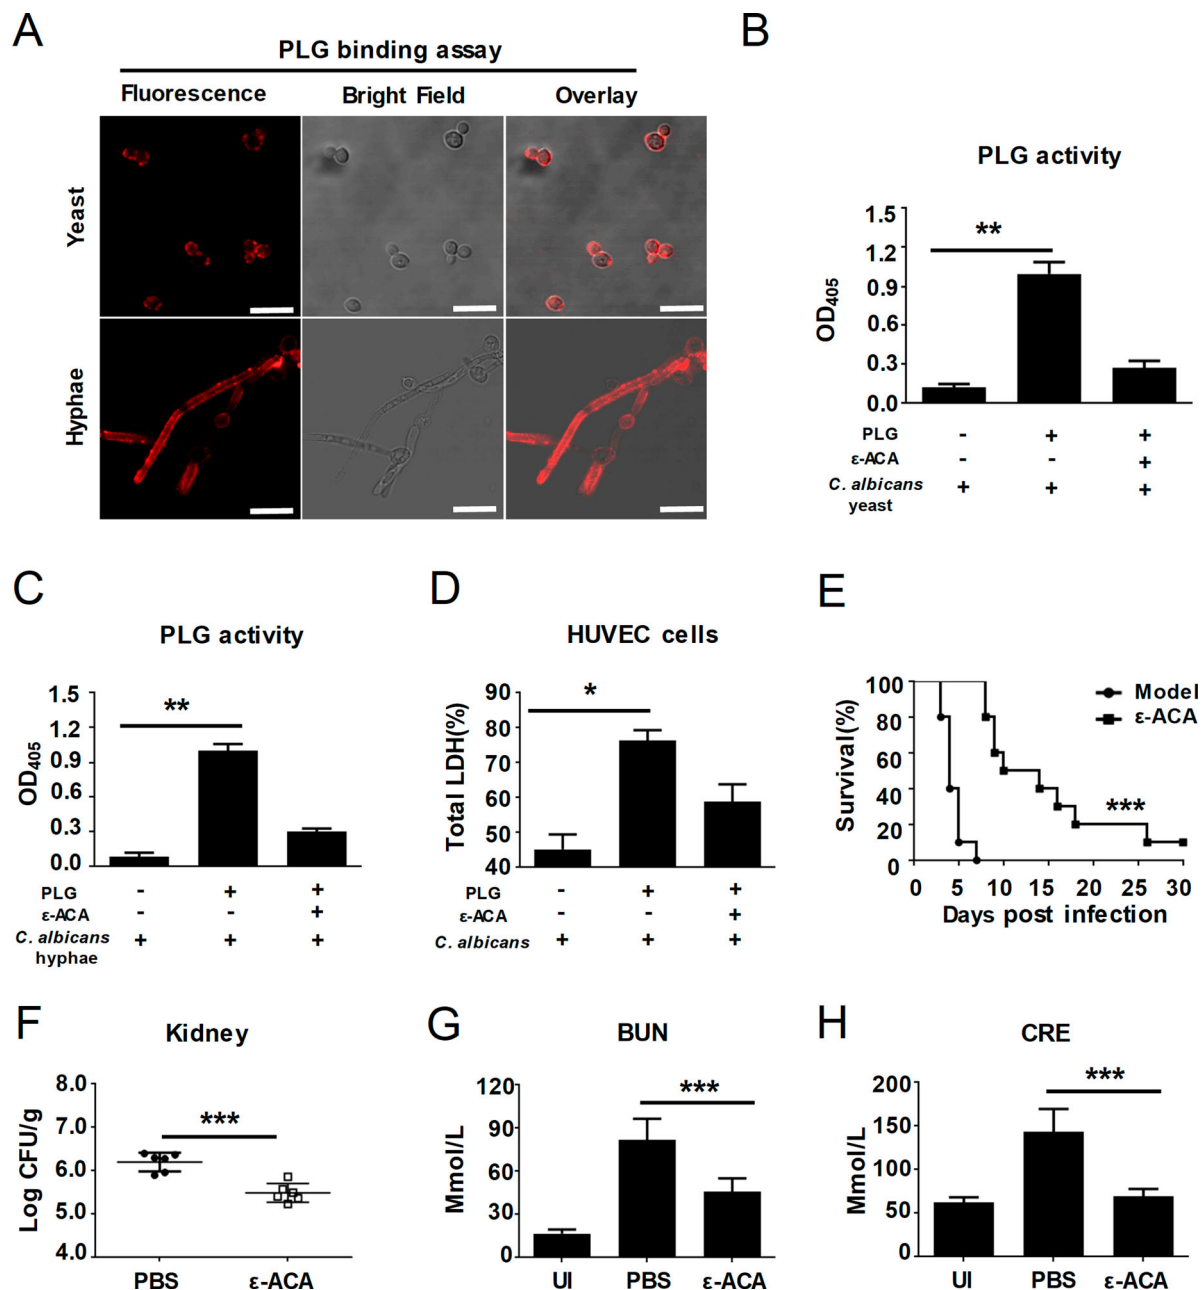 A
PLG binding assay
Fluorescence Bright Field Overlay
Yeast
Hyphae
B
PLG activity
OD405
1.5
1.2
0.9
0.6
0.3
0.0
PLG - + +
ε-ACA - - +
C. albicans + + +
yeast
C
PLG activity
OD405
1.5
1.2
0.9
0.6
0.3
0.0
**
**
PLG - + +
ε-ACA - - +
C. albicans + + +
hyphae
D
HUVEC cells
Total LDH(%)
90
80
70
60
50
40
*
PLG - + +
ε-ACA - - +
C. albicans + + +
E
Survival(%)
100
80
60
40
20
0
Model
ε-ACA
***
0 5 10 15 20 25 30
Days post infection
F
Kidney
Log CFU/g
8.0
7.0
6.0
5.0
4.0
***
PBS ε-ACA
G
BUN
Mmol/L
120
90
60
30
0
***
UI PBS ε-ACA
H
CRE
Mmol/L
200
150
100
50
0
***
UI PBS ε-ACA